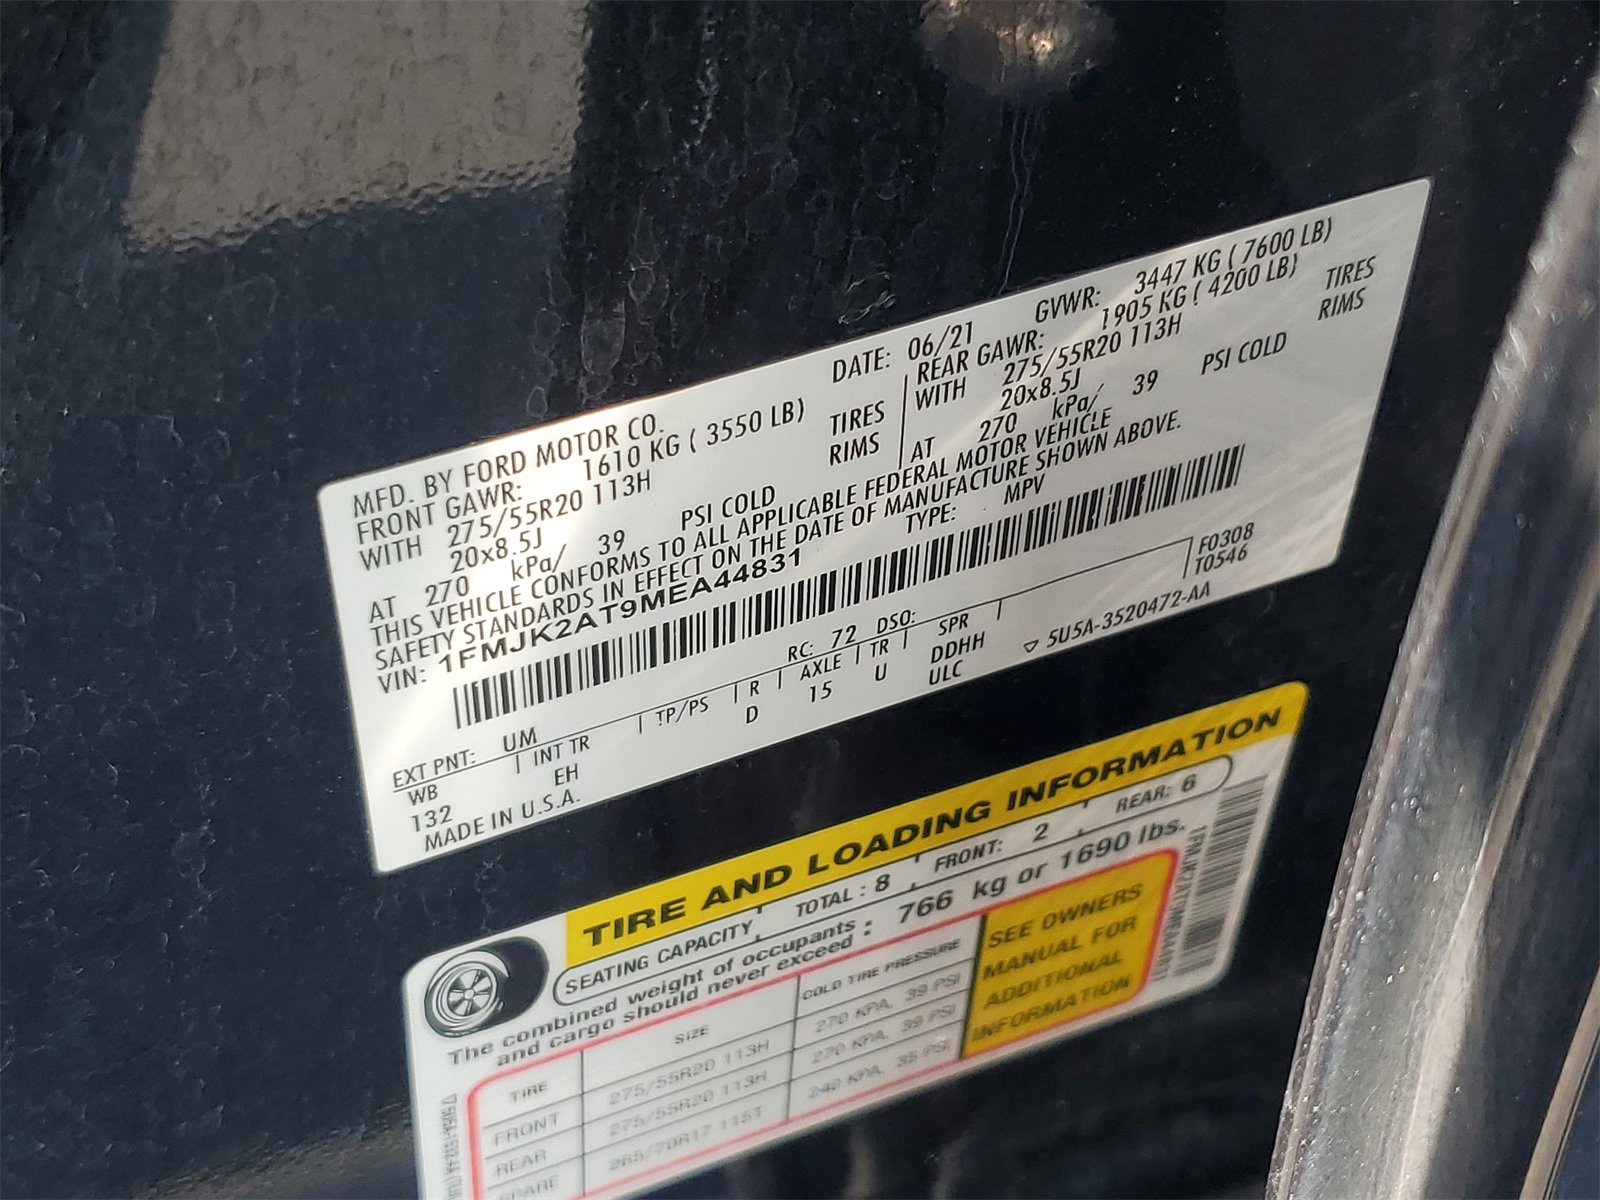 MFD. BY FORD MOTOR CO.
DATE: 06/21
GVWR: 3447 KG ( 7600 LB)
FRONT GAWR: 1610 KG ( 3550 LB)
REAR GAWR: 1905 KG ( 4200 LB)
WITH 275/55R20 113H TIRES
WITH 275/55R20 113H TIRES
20x8.5J RIMS
20x8.5J RIMS
AT 270 kPa/ 39 PSI COLD
AT 270 kPa/ 39 PSI COLD
THIS VEHICLE CONFORMS TO ALL APPLICABLE FEDERAL MOTOR VEHICLE
SAFETY STANDARDS IN EFFECT ON THE DATE OF MANUFACTURE SHOWN ABOVE.
VIN: 1FMJK2AT9MEA44831
TYPE: MPV
F0308
T0546
EXT PNT: UM RC: 72 DSO:
WB INT TR TP/PS R AXLE TR SPR
132 EH D 15 U DDHH
ULC
MADE IN U.S.A.
5U5A-3520472-AA
TIRE AND LOADING INFORMATION
SEATING CAPACITY TOTAL : 8 FRONT: 2 REAR: 6
The combined weight of occupants and cargo should never exceed : 766 kg or 1690 lbs.
TIRE SIZE COLD TIRE PRESSURE
FRONT 275/55R20 113H 270 KPA, 39 PSI
REAR 275/55R20 113H 270 KPA, 39 PSI
SPARE 265/70R17 115T 240 KPA, 35 PSI
SEE OWNERS
MANUAL FOR
ADDITIONAL
INFORMATION